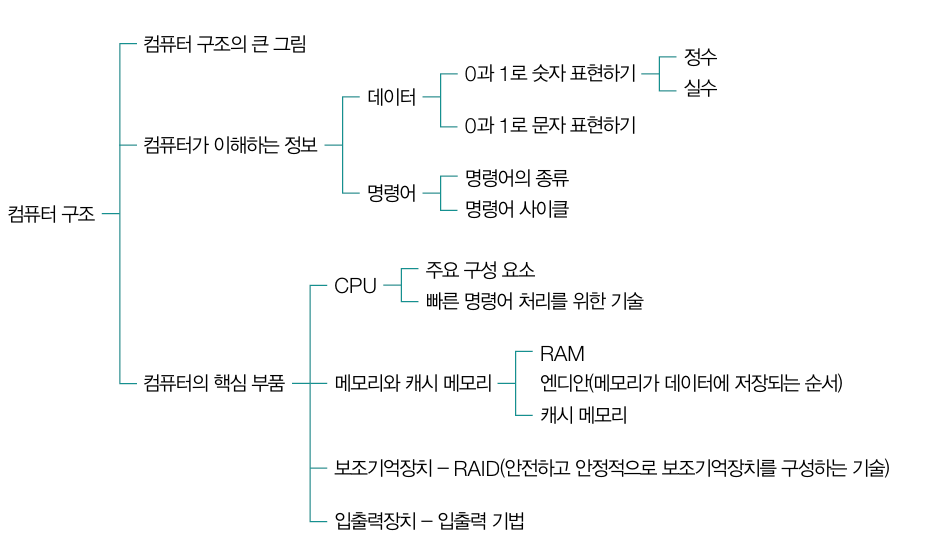 컴퓨터 구조
컴퓨터 구조의 큰 그림
컴퓨터가 이해하는 정보
데이터
0과 1로 숫자 표현하기
정수
실수
0과 1로 문자 표현하기
명령어
명령어의 종류
명령어 사이클
컴퓨터의 핵심 부품
CPU
주요 구성 요소
빠른 명령어 처리를 위한 기술
메모리와 캐시 메모리
RAM
엔디안(메모리가 데이터에 저장되는 순서)
캐시 메모리
보조기억장치 – RAID(안전하고 안정적으로 보조기억장치를 구성하는 기술)
입출력장치 – 입출력 기법